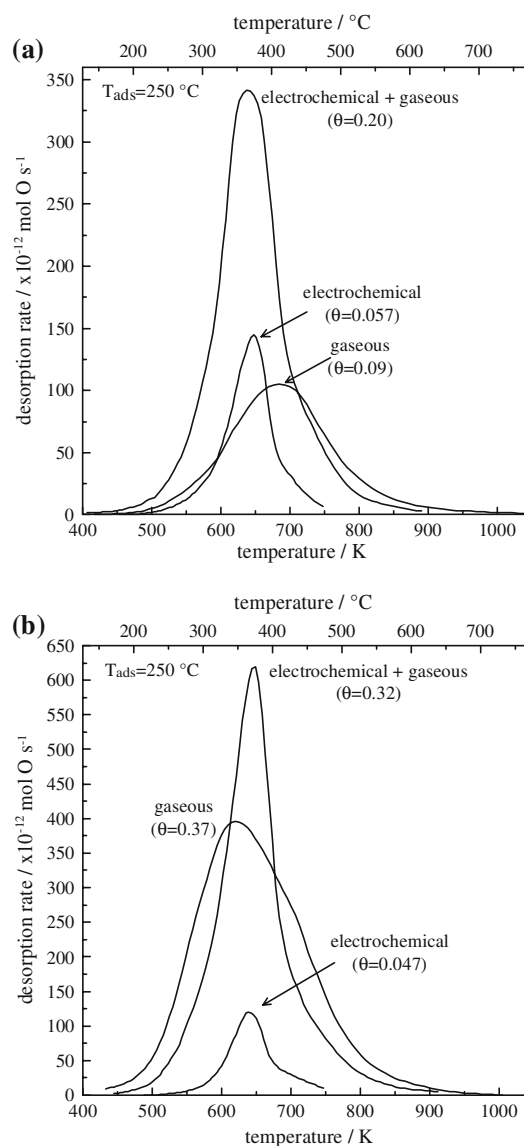 (a)
temperature / °C
100 200 300 400 500 600 700
350
300
250
200
150
100
50
0
desorption rate / x10⁻¹² mol O s⁻¹
Tads=250 °C
electrochemical + gaseous
(θ=0.20)
electrochemical
(θ=0.057)
gaseous
(θ=0.09)
400 500 600 700 800 900 1000
temperature / K
(b)
temperature / °C
100 200 300 400 500 600 700
650
600
550
500
450
400
350
300
250
200
150
100
50
0
desorption rate / x10⁻¹² mol O s⁻¹
Tads=250 °C
electrochemical + gaseous
(θ=0.32)
gaseous
(θ=0.37)
electrochemical
(θ=0.047)
400 500 600 700 800 900 1000
temperature / K